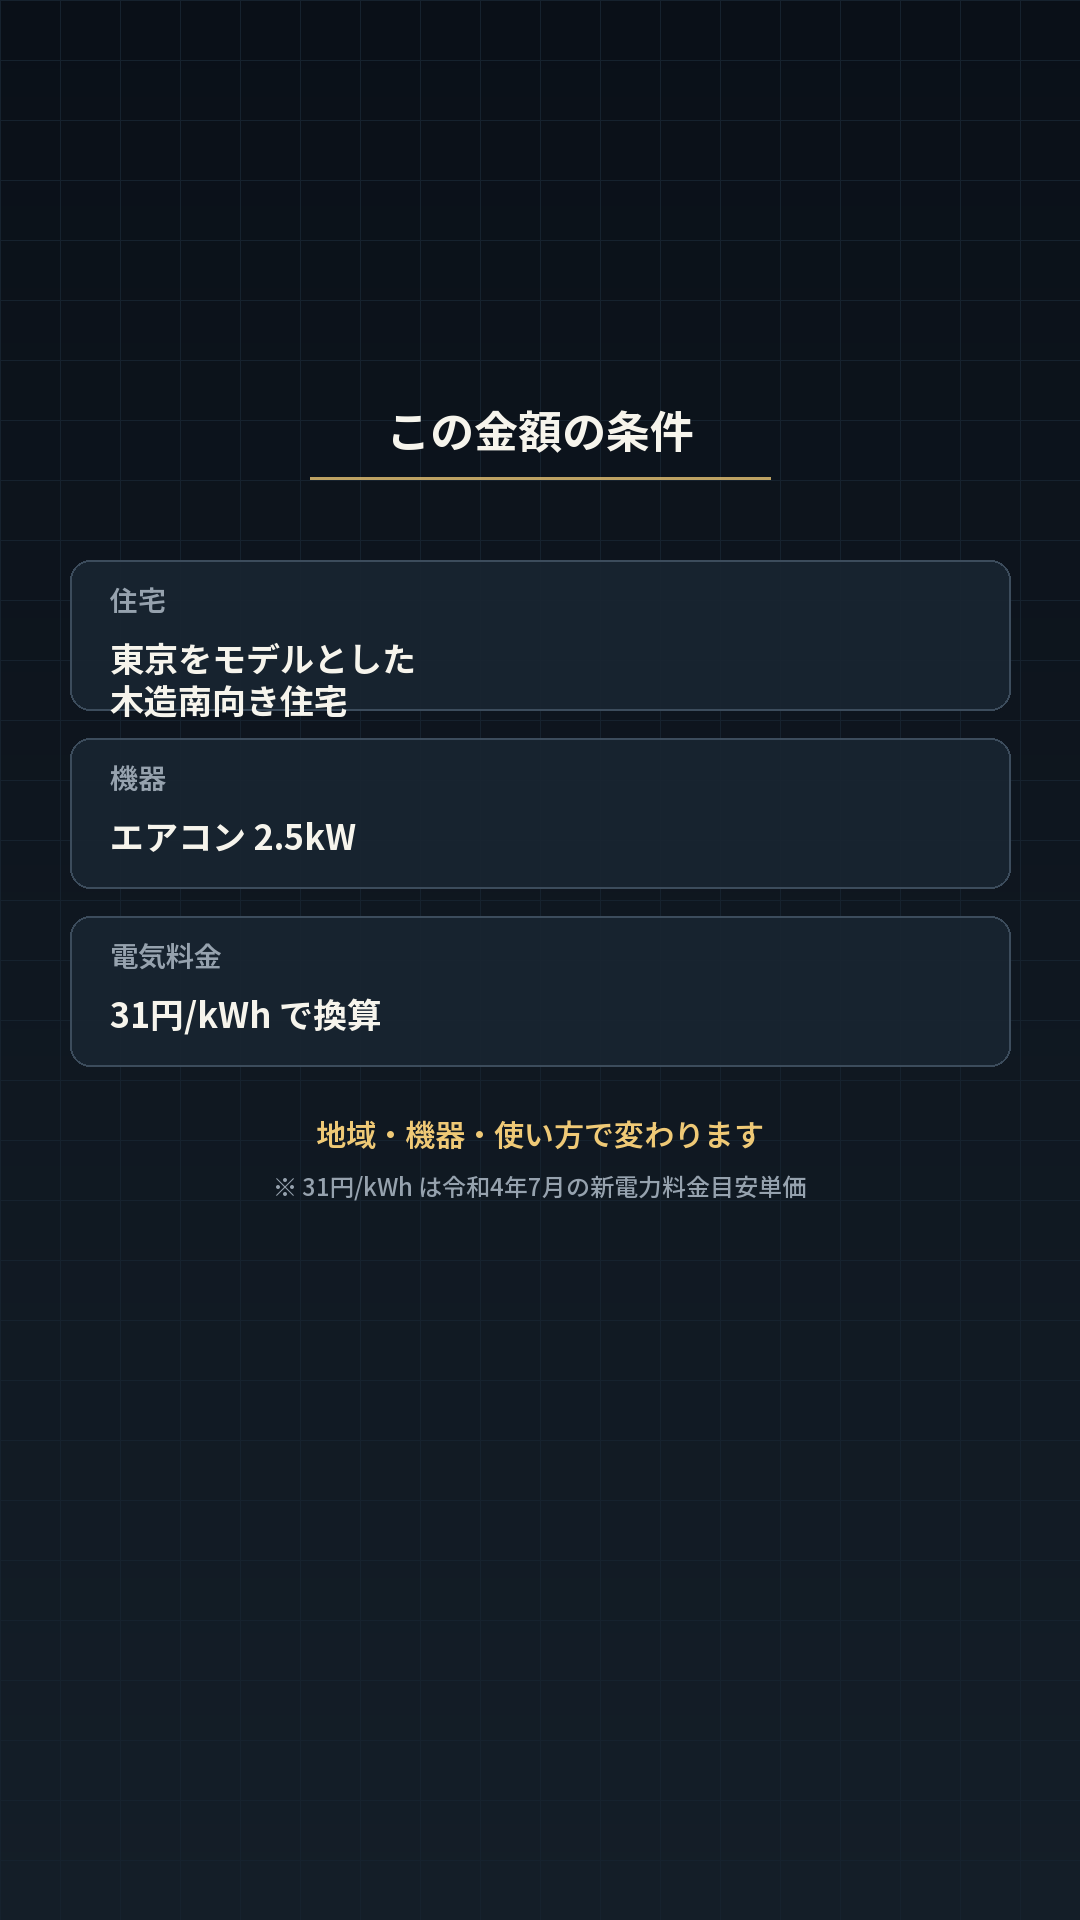 この金額の条件
住宅
東京をモデルとした
木造南向き住宅
機器
エアコン 2.5kW
電気料金
31円/kWh で換算
地域・機器・使い方で変わります
※ 31円/kWh は令和4年7月の新電力料金目安単価